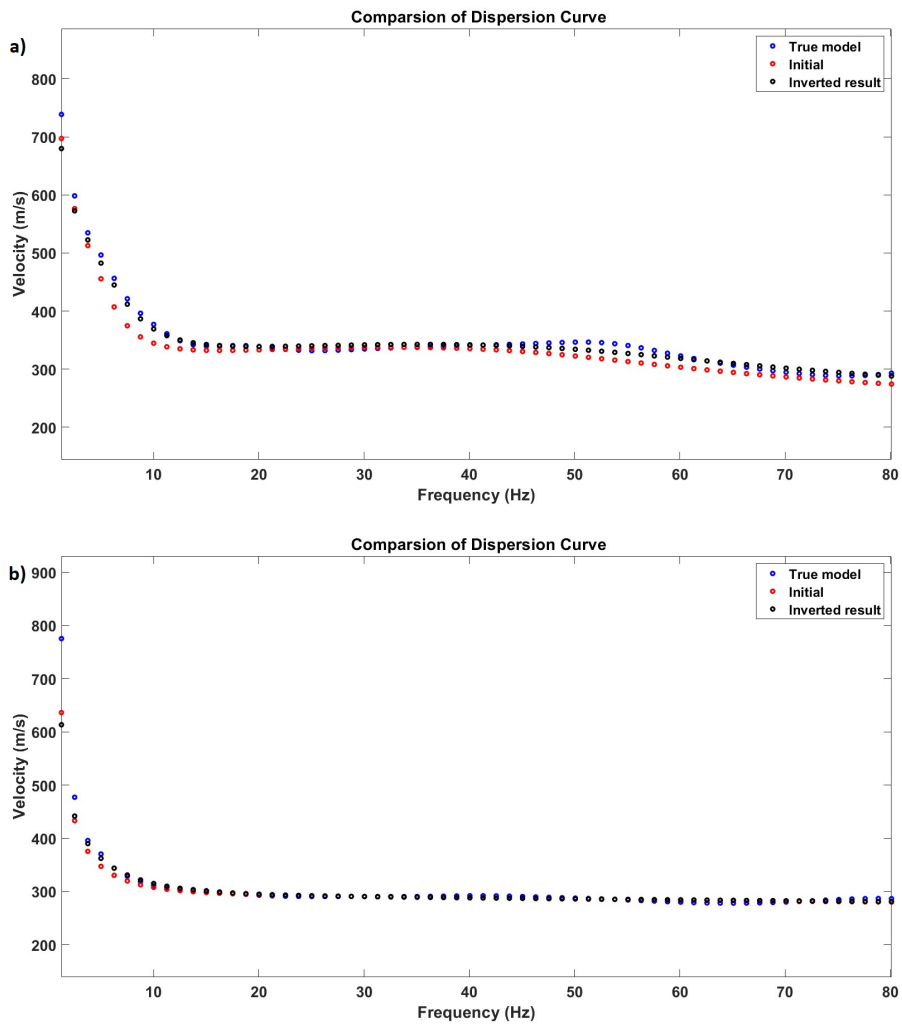 Comparsion of Dispersion Curve
a)
True model
Initial
Inverted result
800
700
600
500
400
300
200
Velocity (m/s)
10 20 30 40 50 60 70 80
Frequency (Hz)
Comparsion of Dispersion Curve
b)
True model
Initial
Inverted result
900
800
700
600
500
400
300
200
Velocity (m/s)
10 20 30 40 50 60 70 80
Frequency (Hz)